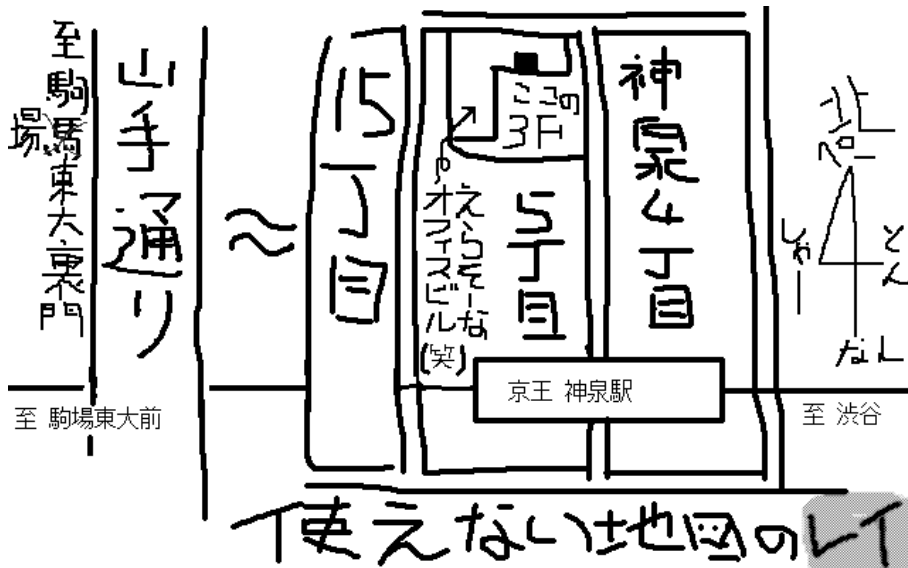 至駒馬東大裏門
場
山手通り
15丁目
ここの
3F
えらそーな
オフィスビル(笑)
5丁目
神泉4丁目
とん
しゃー
なん
京王 神泉駅
至 駒場東大前
至 渋谷
使えない地図のレイ